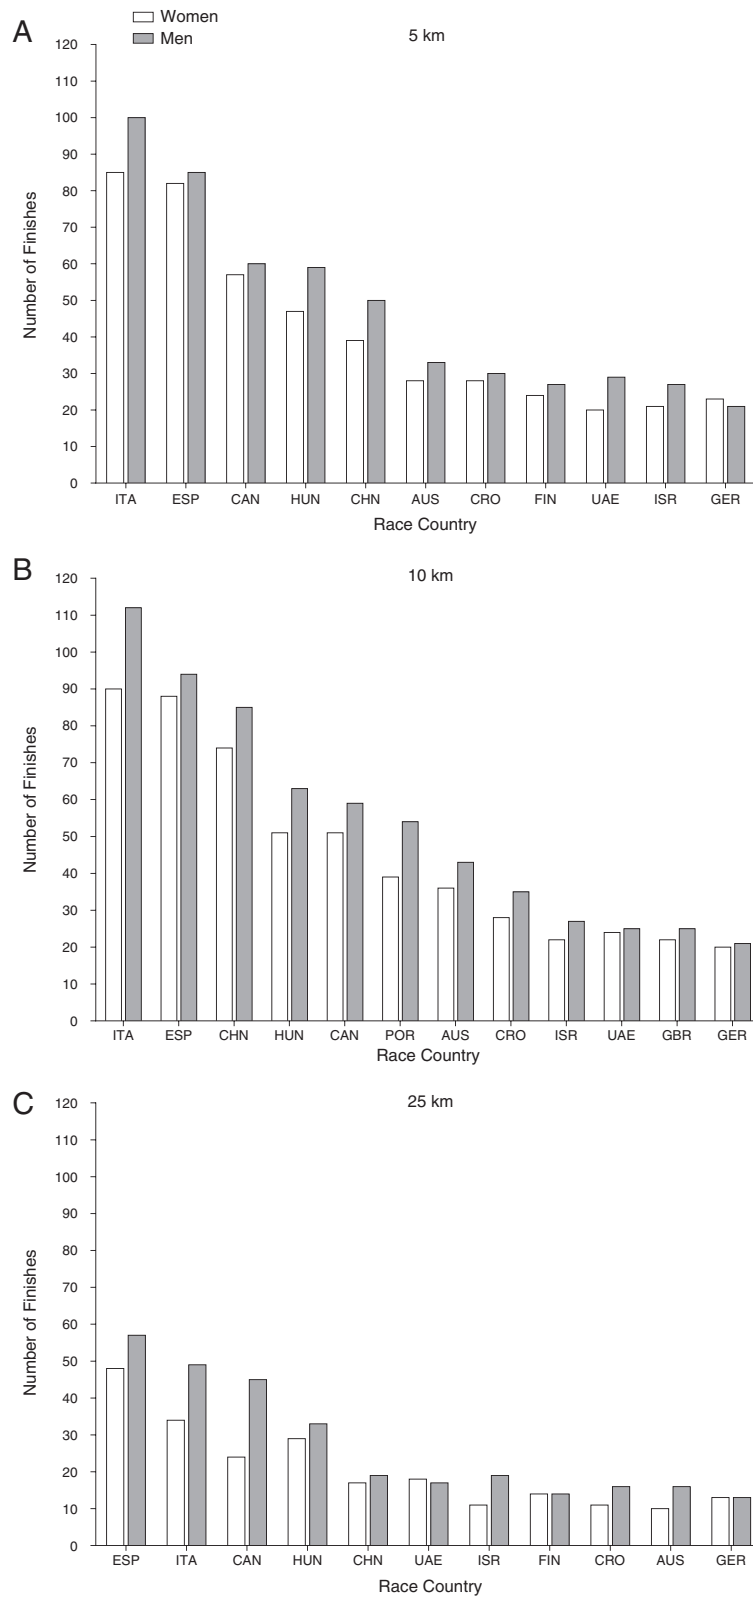 A
Women
Men
5 km
120
110
100
90
80
70
60
50
40
30
20
10
0
Number of Finishes
ITA ESP CAN HUN CHN AUS CRO FIN UAE ISR GER
Race Country
B
10 km
120
110
100
90
80
70
60
50
40
30
20
10
0
Number of Finishes
ITA ESP CHN HUN CAN POR AUS CRO ISR UAE GBR GER
Race Country
C
25 km
120
110
100
90
80
70
60
50
40
30
20
10
0
Number of Finishes
ESP ITA CAN HUN CHN UAE ISR FIN CRO AUS GER
Race Country